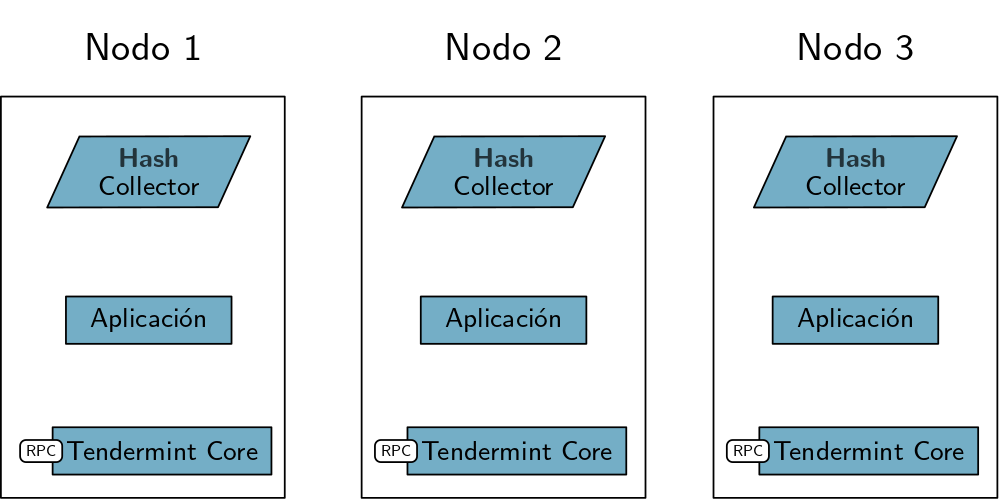 Nodo 1
Nodo 2
Nodo 3
Hash
Collector
Hash
Collector
Hash
Collector
Aplicación
Aplicación
Aplicación
RPC
Tendermint Core
RPC
Tendermint Core
RPC
Tendermint Core